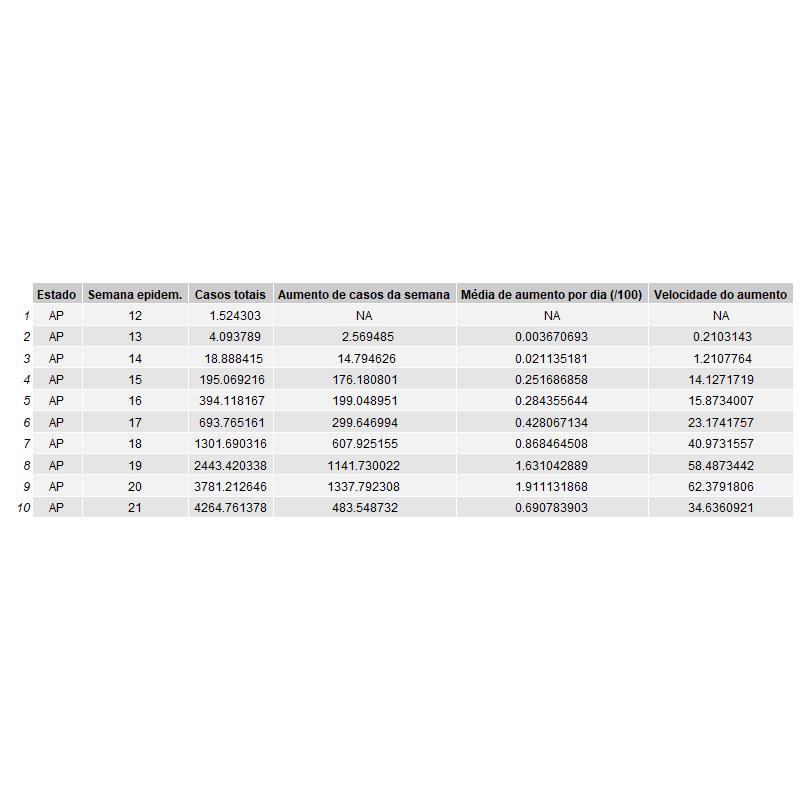 Estado Semana epidem. Casos totais Aumento de casos da semana Média de aumento por dia (/100) Velocidade do aumento
1 AP 12 1.524303 NA NA NA
2 AP 13 4.093789 2.569485 0.003670693 0.2103143
3 AP 14 18.888415 14.794626 0.021135181 1.2107764
4 AP 15 195.069216 176.180801 0.251686858 14.1271719
5 AP 16 394.118167 199.048951 0.284355644 15.8734007
6 AP 17 693.765161 299.646994 0.428067134 23.1741757
7 AP 18 1301.690316 607.925155 0.868464508 40.9731557
8 AP 19 2443.420338 1141.730022 1.631042889 58.4873442
9 AP 20 3781.212646 1337.792308 1.911131868 62.3791806
10 AP 21 4264.761378 483.548732 0.690783903 34.6360921